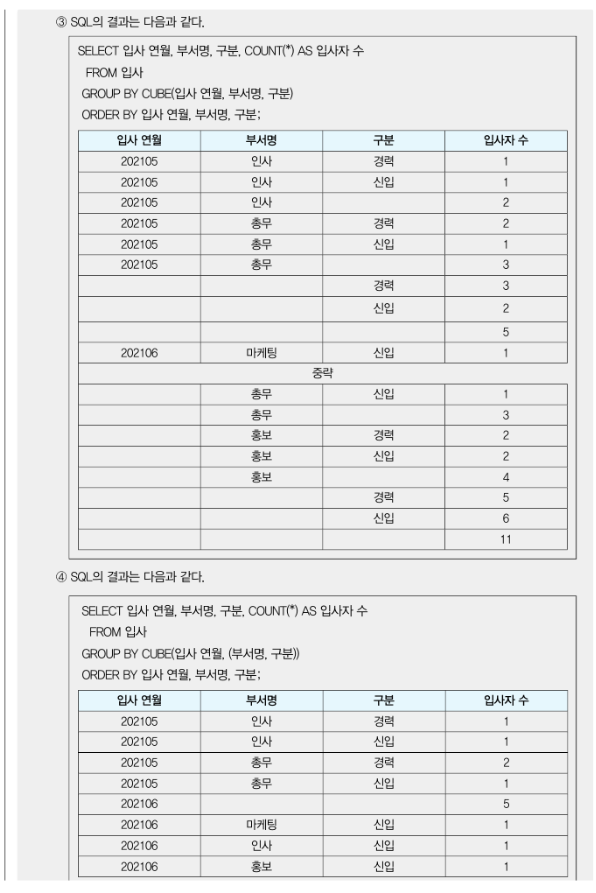 ③ SQL의 결과는 다음과 같다.
SELECT 입사 연월, 부서명, 구분, COUNT(*) AS 입사자 수
FROM 입사
GROUP BY CUBE(입사 연월, 부서명, 구분)
ORDER BY 입사 연월, 부서명, 구분;
입사 연월 부서명 구분 입사자 수
202105 인사 경력 1
202105 인사 신입 1
202105 인사 2
202105 총무 경력 2
202105 총무 신입 1
202105 총무 3
경력 3
신입 2
5
202106 마케팅 신입 1
중략
총무 신입 1
총무 3
홍보 경력 2
홍보 신입 2
홍보 4
경력 5
신입 6
11
④ SQL의 결과는 다음과 같다.
SELECT 입사 연월, 부서명, 구분, COUNT(*) AS 입사자 수
FROM 입사
GROUP BY CUBE(입사 연월, (부서명, 구분))
ORDER BY 입사 연월, 부서명, 구분;
입사 연월 부서명 구분 입사자 수
202105 인사 경력 1
202105 인사 신입 1
202105 총무 경력 2
202105 총무 신입 1
202106 5
202106 마케팅 신입 1
202106 인사 신입 1
202106 홍보 신입 1